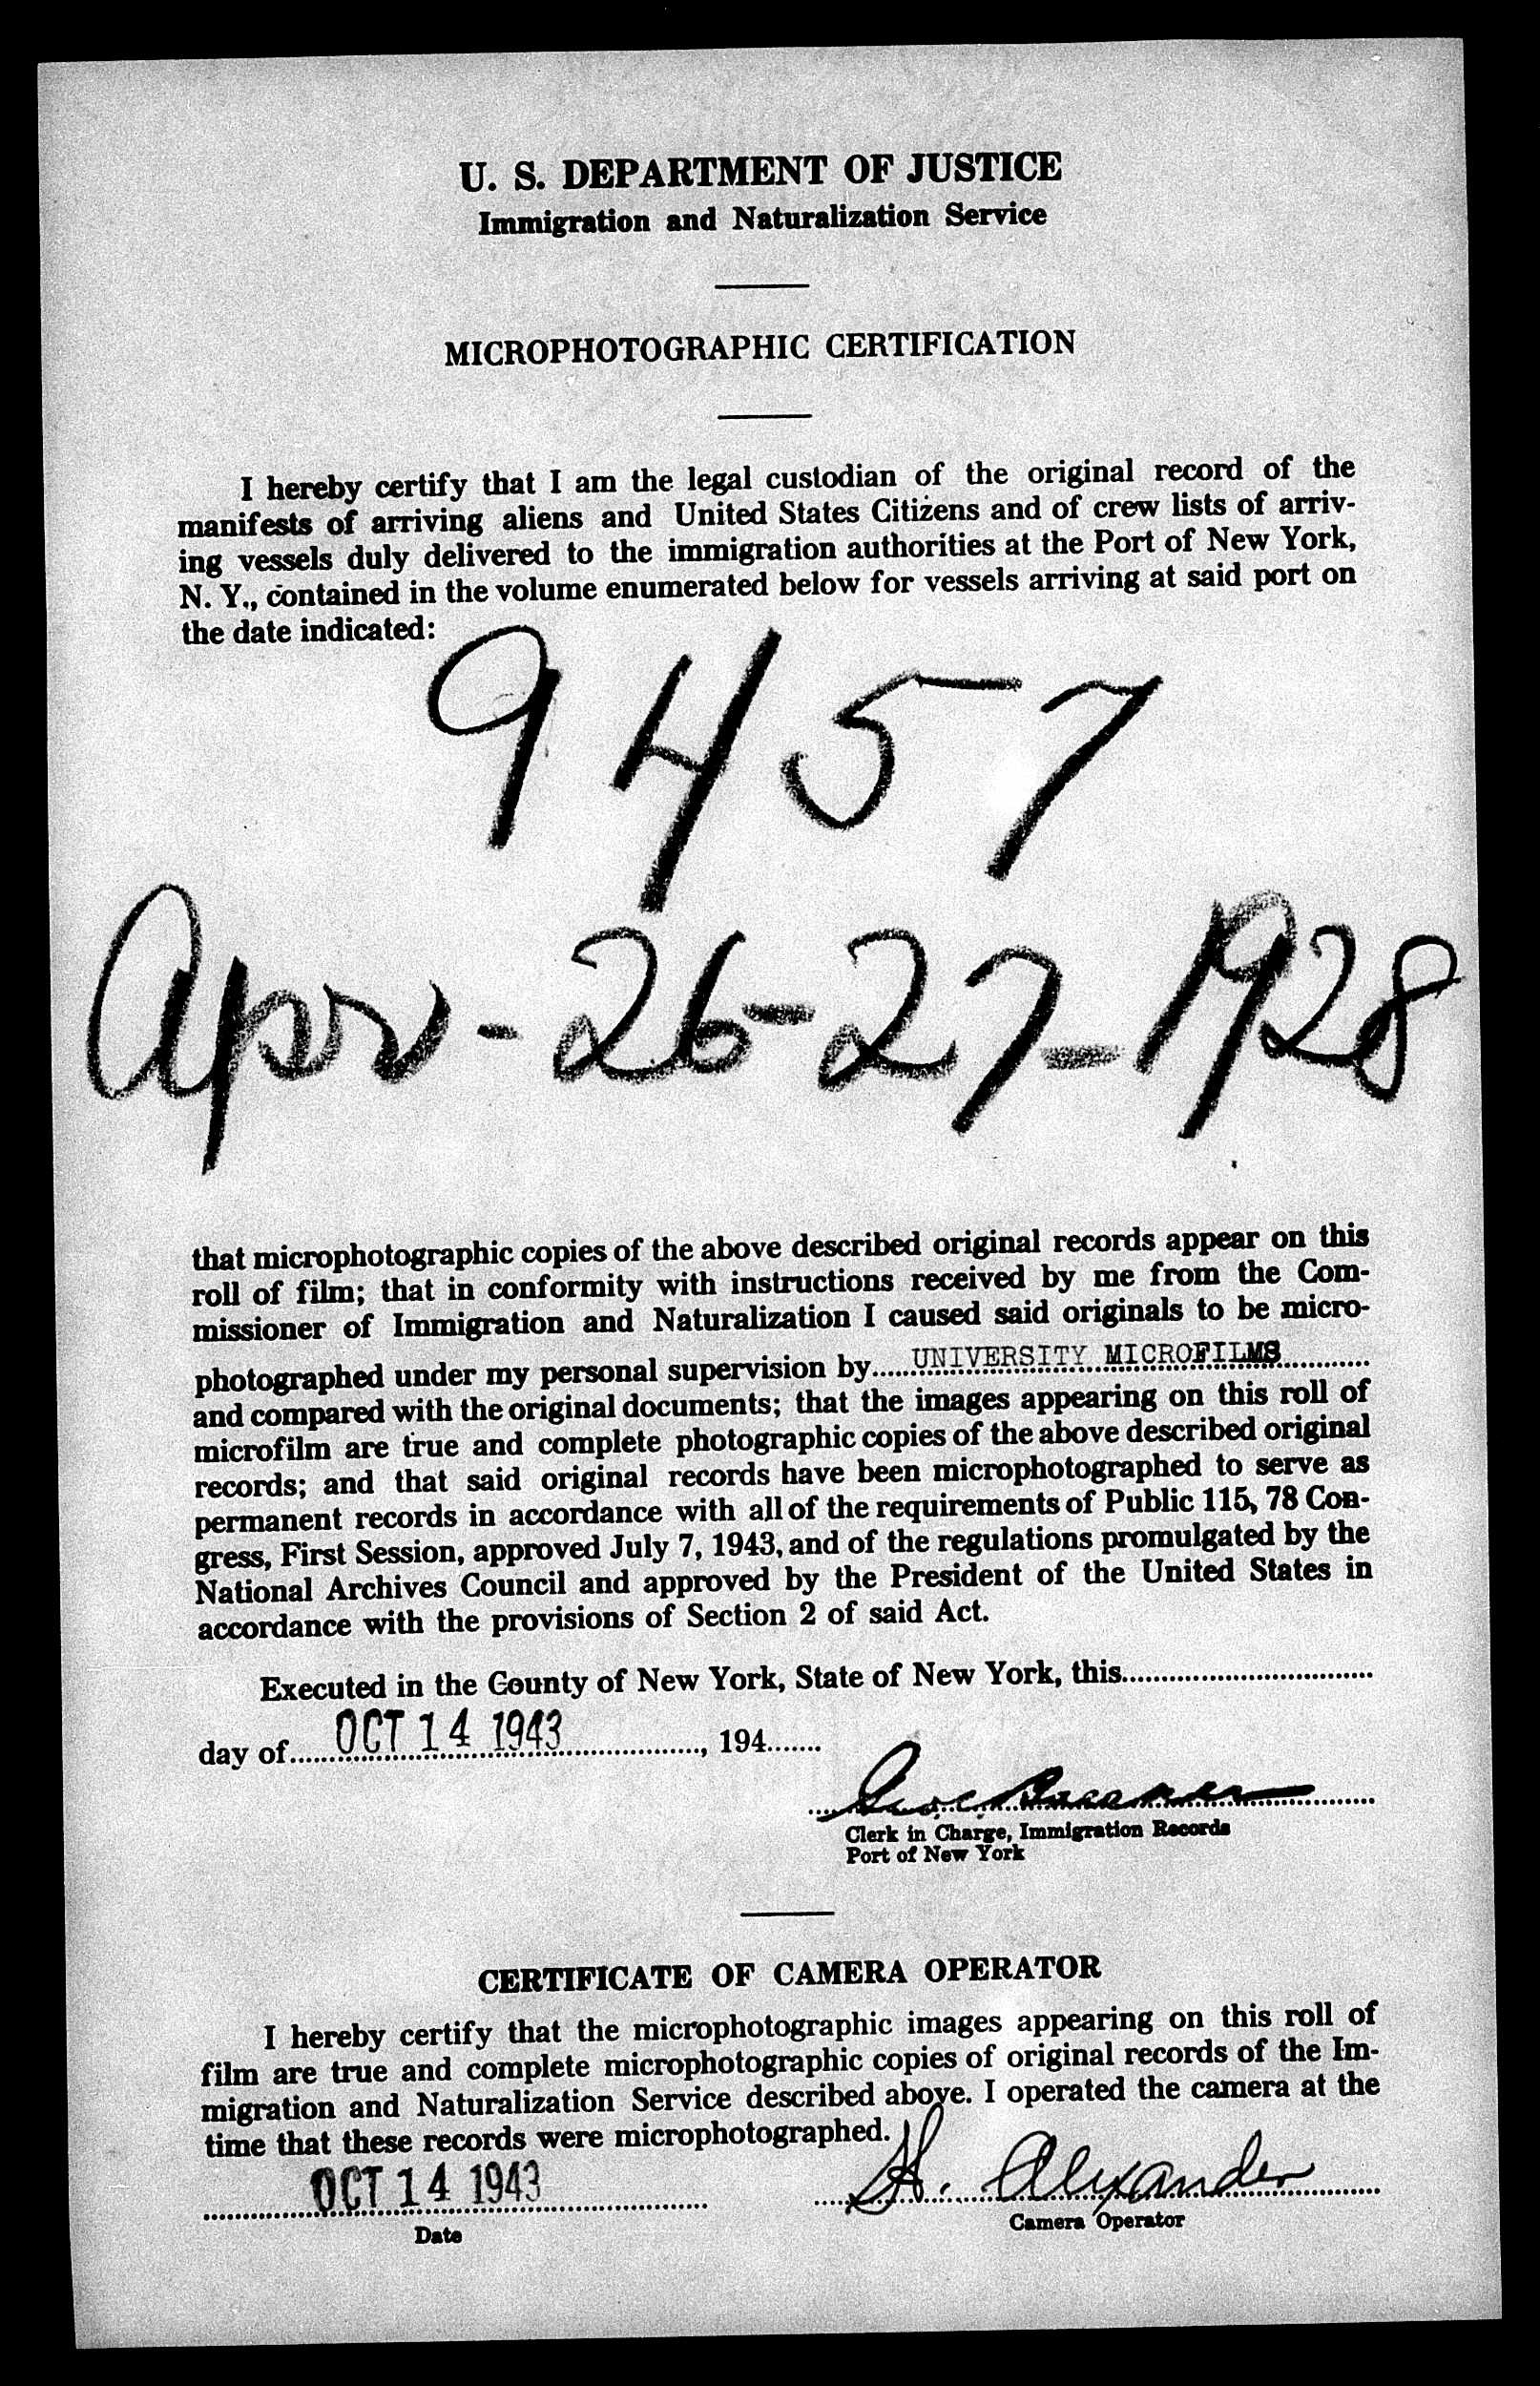 U. S. DEPARTMENT OF JUSTICE
Immigration and Naturalization Service
MICROPHOTOGRAPHIC CERTIFICATION
I hereby certify that I am the legal custodian of the original record of the
manifests of arriving aliens and United States Citizens and of crew lists of arriv-
ing vessels duly delivered to the immigration authorities at the Port of New York,
N. Y., contained in the volume enumerated below for vessels arriving at said port on
the date indicated:
9457
Apr - 26-27-1928
that microphotographic copies of the above described original records appear on this
roll of film; that in conformity with instructions received by me from the Com-
missioner of Immigration and Naturalization I caused said originals to be micro-
photographed under my personal supervision by.....UNIVERSITY MICROFILMS............
and compared with the original documents; that the images appearing on this roll of
microfilm are true and complete photographic copies of the above described original
records; and that said original records have been microphotographed to serve as
permanent records in accordance with all of the requirements of Public 115, 78 Con-
gress, First Session, approved July 7, 1943, and of the regulations promulgated by the
National Archives Council and approved by the President of the United States in
accordance with the provisions of Section 2 of said Act.
Executed in the County of New York, State of New York, this................................
day of.....OCT 14 1943.................., 194.......
Clerk in Charge, Immigration Records
Port of New York
CERTIFICATE OF CAMERA OPERATOR
I hereby certify that the microphotographic images appearing on this roll of
film are true and complete microphotographic copies of original records of the Im-
migration and Naturalization Service described above. I operated the camera at the
time that these records were microphotographed.
OCT 14 1943 H. Alexander
Date Camera Operator